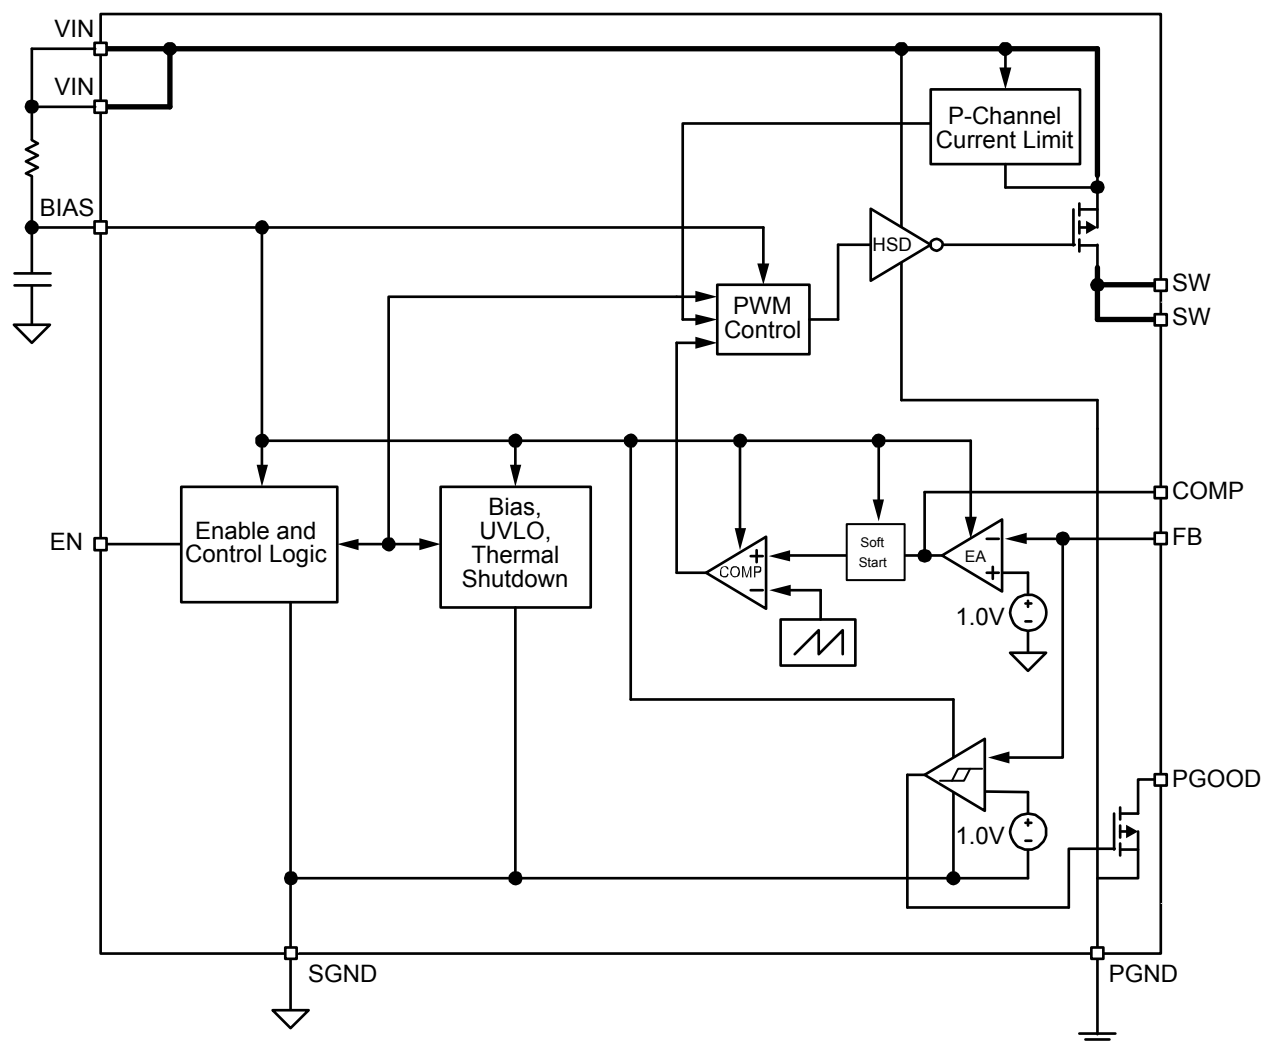 VIN
VIN
P-Channel
Current Limit
BIAS
HSD
SW
SW
PWM
Control
COMP
EN
Enable and
Control Logic
Bias,
UVLO,
Thermal
Shutdown
COMP
+
−
Soft
Start
EA
−
+
FB
1.0V
+
−
1.0V
+
−
PGOOD
SGND
PGND